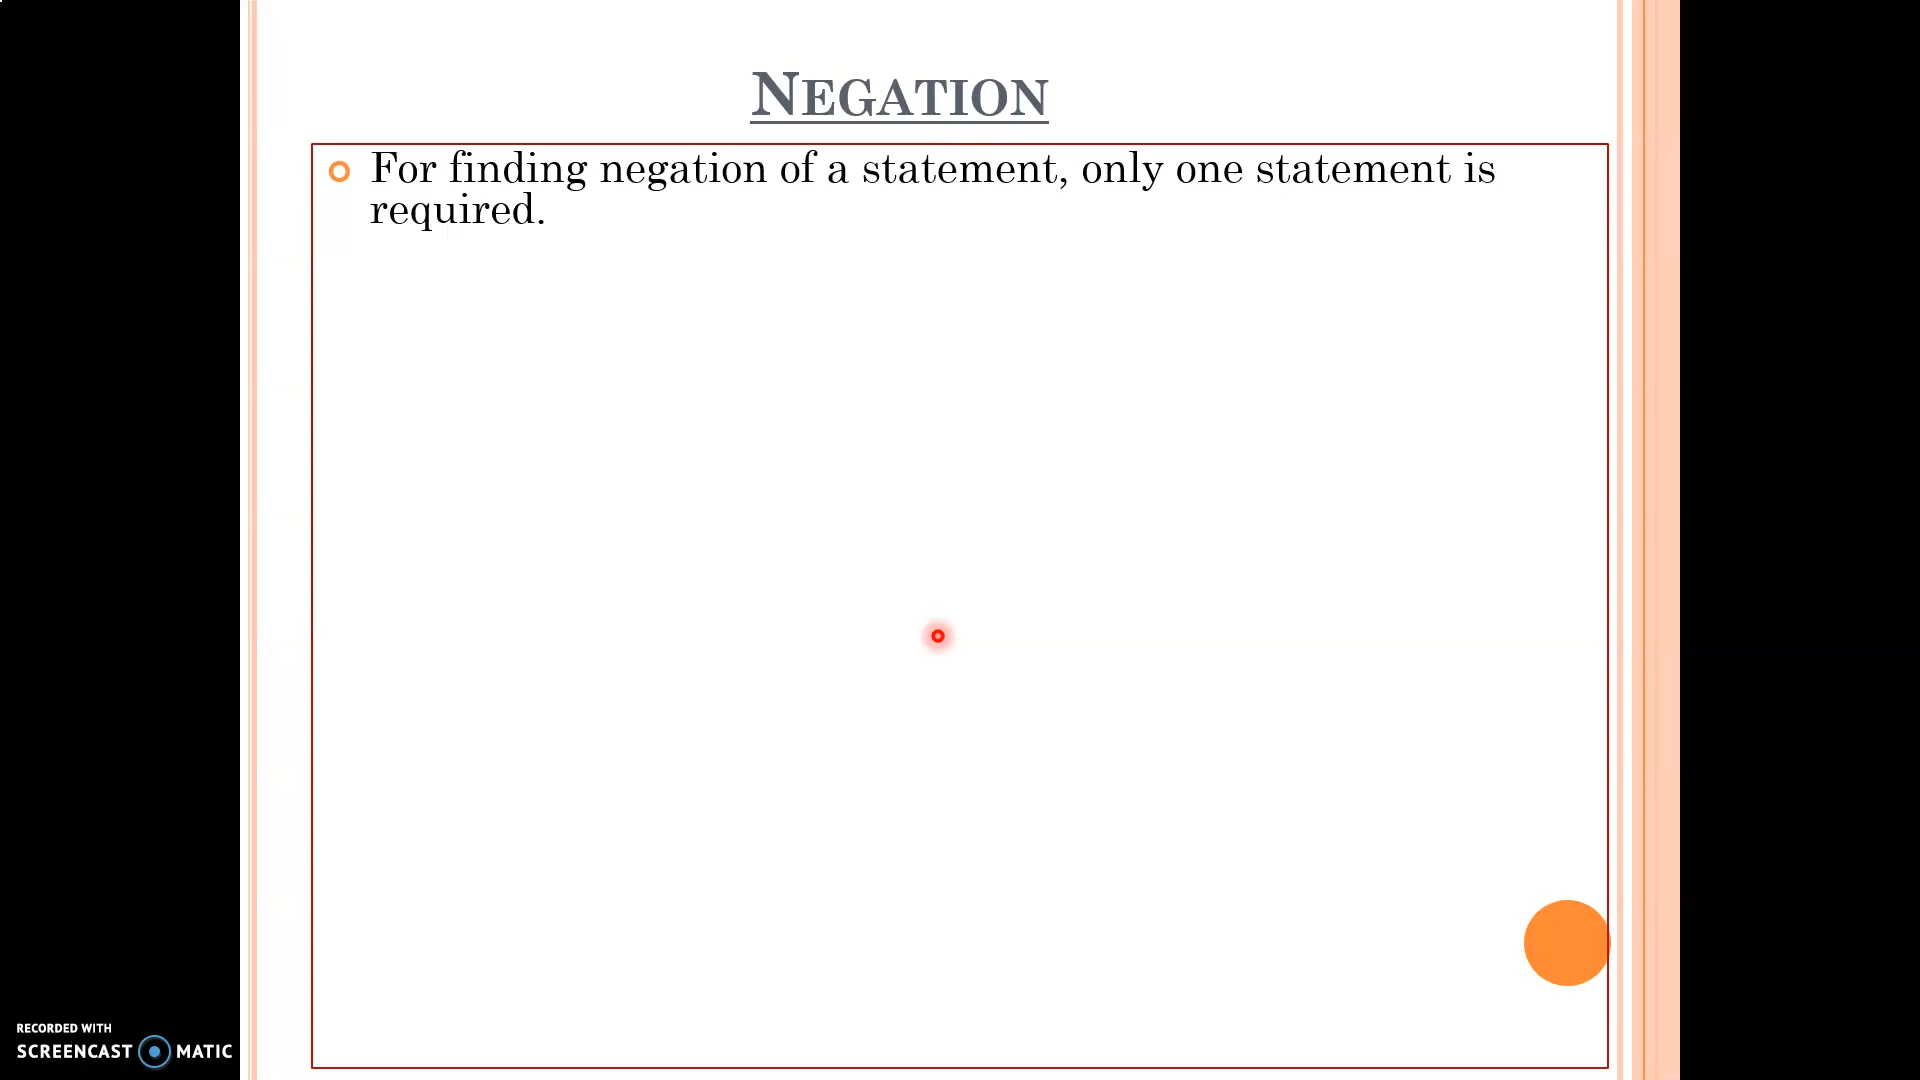 NEGATION
For finding negation of a statement, only one statement is
required.
RECORDED WITH
SCREENCAST MATIC